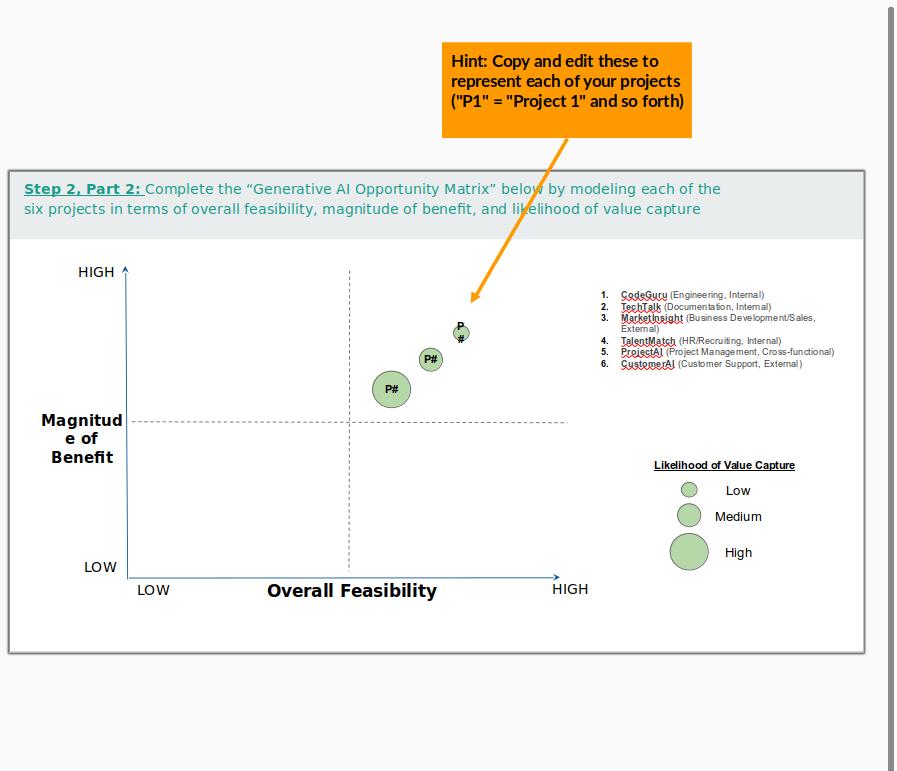 Hint: Copy and edit these to
represent each of your projects
("P1" = "Project 1" and so forth)
Step 2, Part 2: Complete the “Generative AI Opportunity Matrix” below by modeling each of the
six projects in terms of overall feasibility, magnitude of benefit, and likelihood of value capture
HIGH
P
#
P#
P#
Magnitud
e of
Benefit
LOW
LOW
Overall Feasibility
HIGH
1. CodeGuru (Engineering, Internal)
2. TechTalk (Documentation, Internal)
3. MarketInsight (Business Development/Sales,
External)
4. TalentMatch (HR/Recruiting, Internal)
5. ProjectAI (Project Management, Cross-functional)
6. CustomerAI (Customer Support, External)
Likelihood of Value Capture
Low
Medium
High